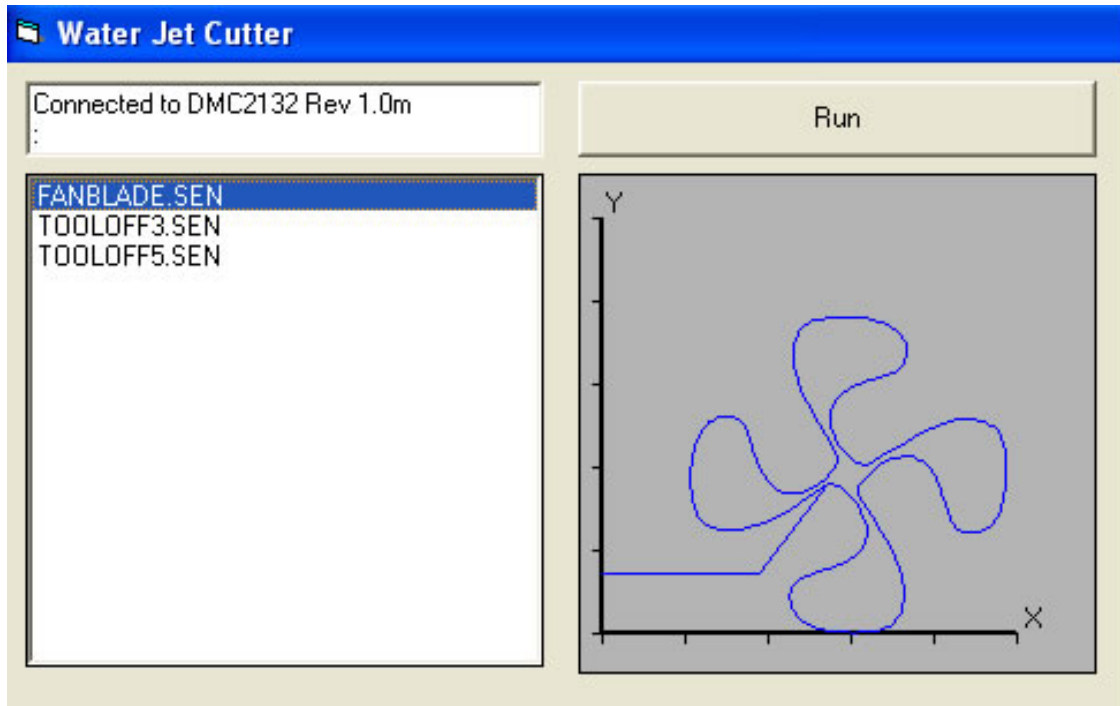 Water Jet Cutter
Connected to DMC2132 Rev 1.0m
:
Run
FANBLADE.SEN
TOOLOFF3.SEN
TOOLOFF5.SEN
Y
X